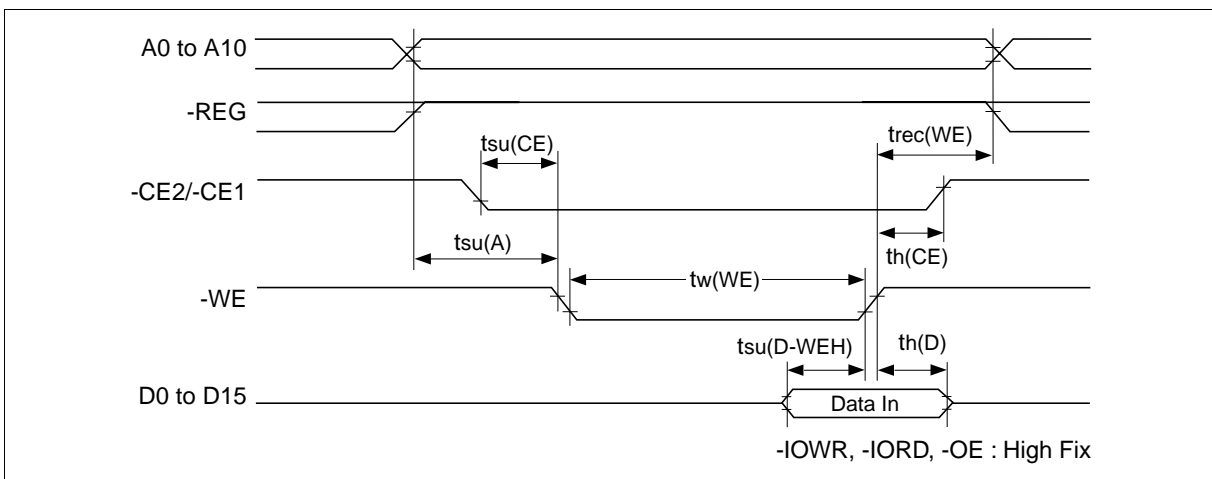 A0 to A10
-REG
tsu(CE)
trec(WE)
-CE2/-CE1
tsu(A)
th(CE)
tw(WE)
-WE
tsu(D-WEH)
th(D)
D0 to D15
Data In
-IOWR, -IORD, -OE : High Fix